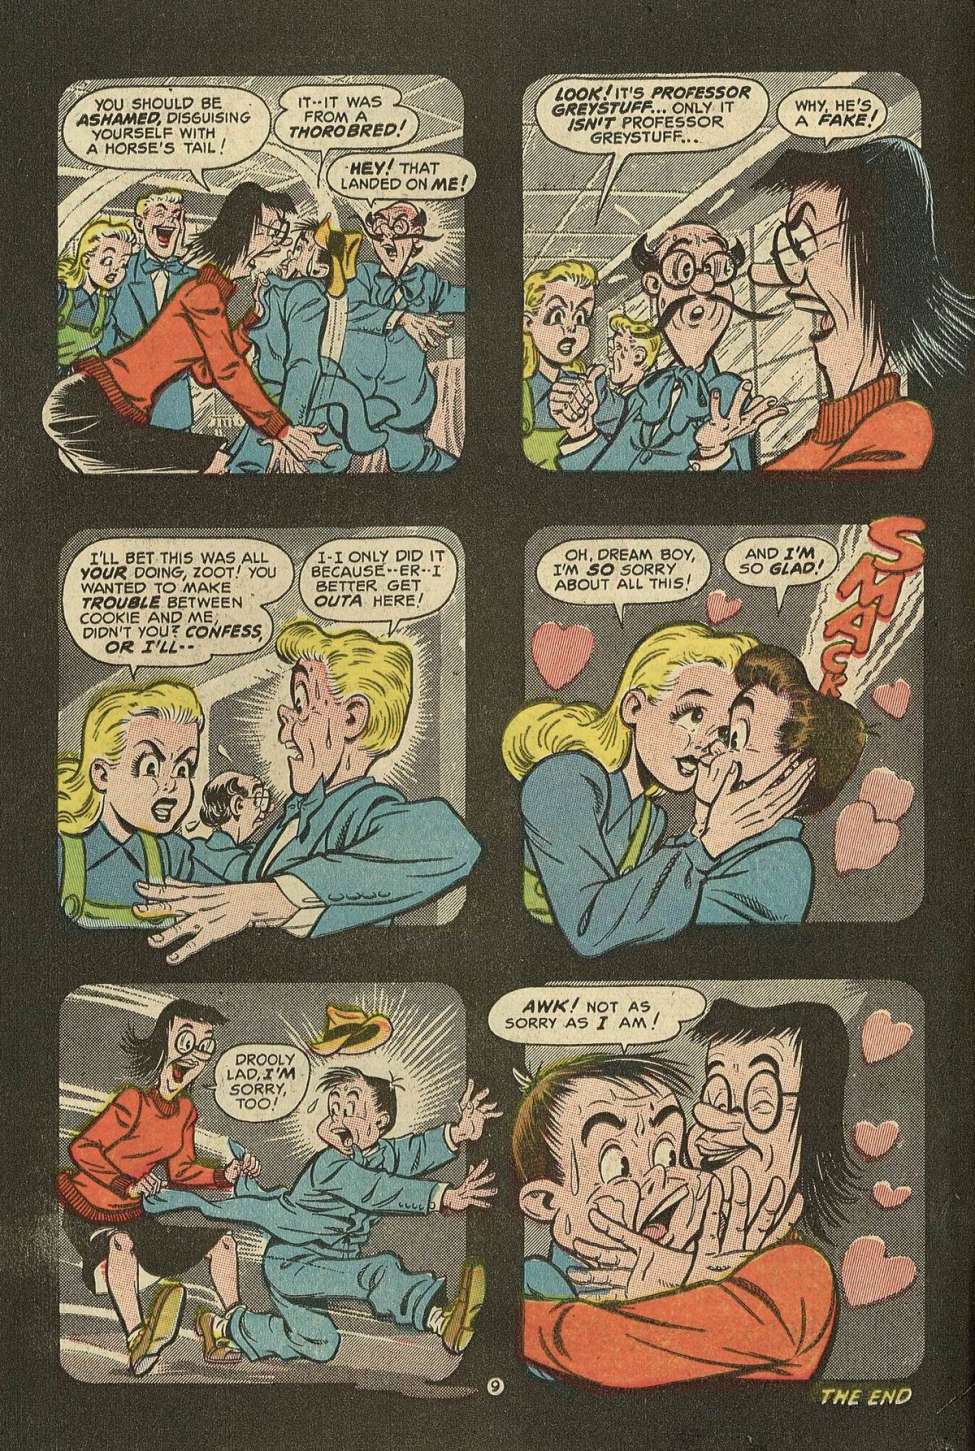 YOU SHOULD BE
ASHAMED, DISGUISING
YOURSELF WITH
A HORSE'S TAIL!
IT--IT WAS
FROM A
THOROBRED!
-HEY! THAT
LANDED ON ME!
LOOK! IT'S PROFESSOR
GREYSTUFF... ONLY IT
ISN'T PROFESSOR
GREYSTUFF...
WHY, HE'S
A FAKE!
I'LL BET THIS WAS ALL
YOUR DOING, ZOOT! YOU
WANTED TO MAKE
TROUBLE BETWEEN
COOKIE AND ME,
DIDN'T YOU? CONFESS,
OR I'LL--
I-I ONLY DID IT
BECAUSE--ER--I
BETTER GET
OUTA HERE!
OH, DREAM BOY,
I'M SO SORRY
ABOUT ALL THIS!
AND I'M
SO GLAD!
SMACK
DROOLY
LAD, I'M
SORRY,
TOO!
AWK! NOT AS
SORRY AS I AM!
9
THE END